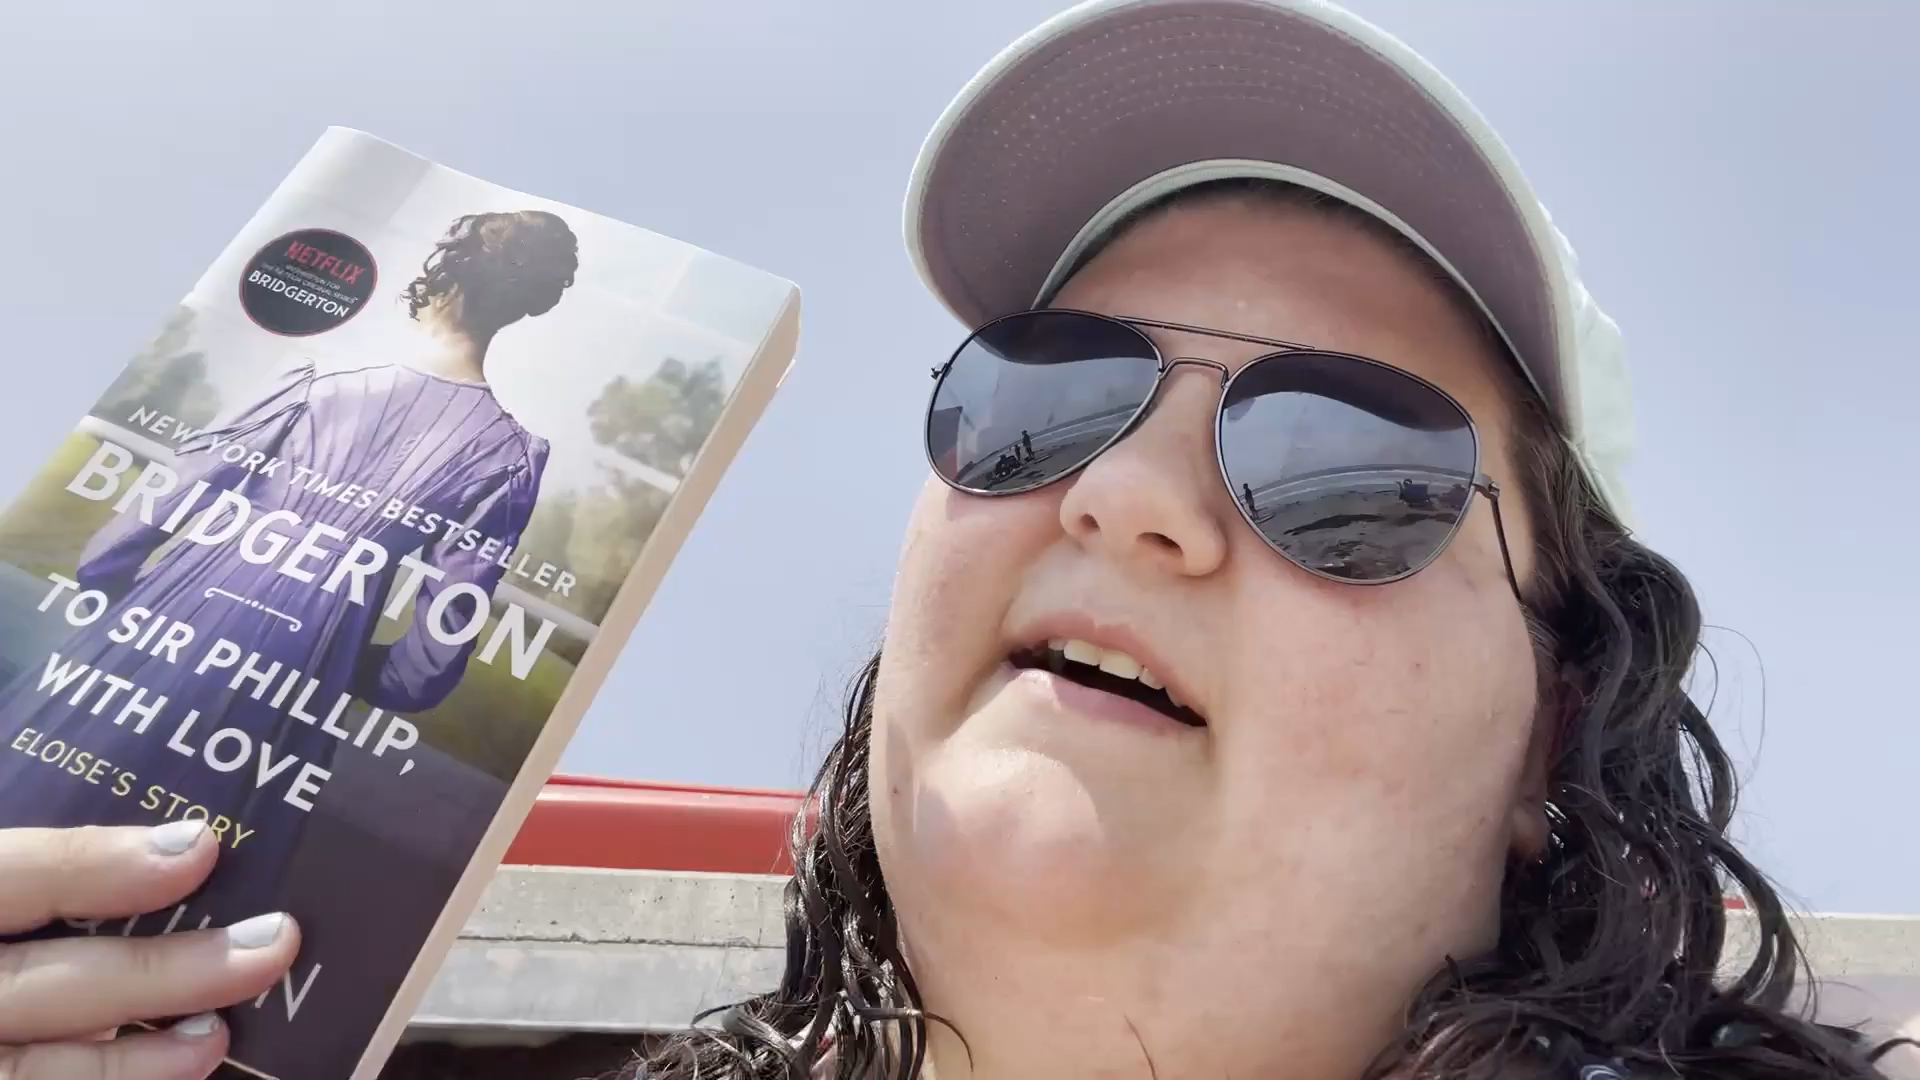 NETFLIX
BRIDGERTON
NEW YORK TIMES BESTSELLER
BRIDGERTON
TO SIR PHILLIP,
WITH LOVE
ELOISE'S STORY